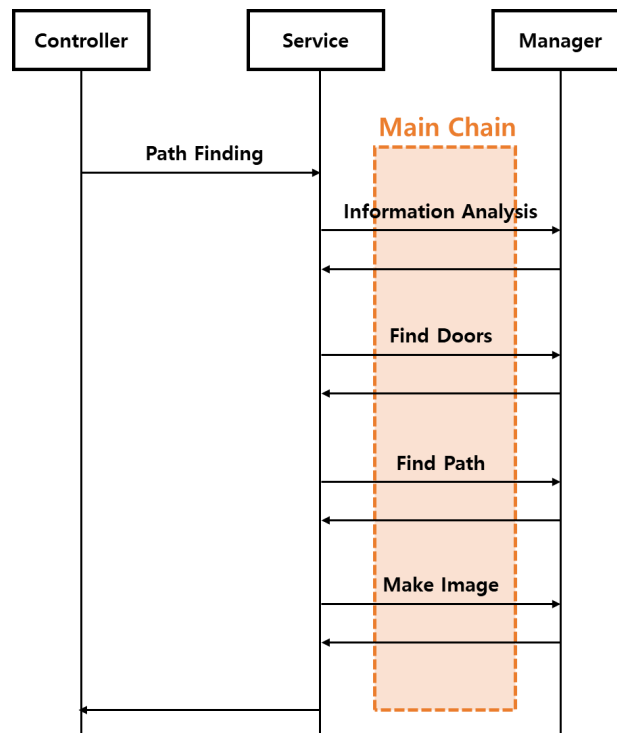 Controller
Service
Manager
Main Chain
Path Finding
Information Analysis
Find Doors
Find Path
Make Image